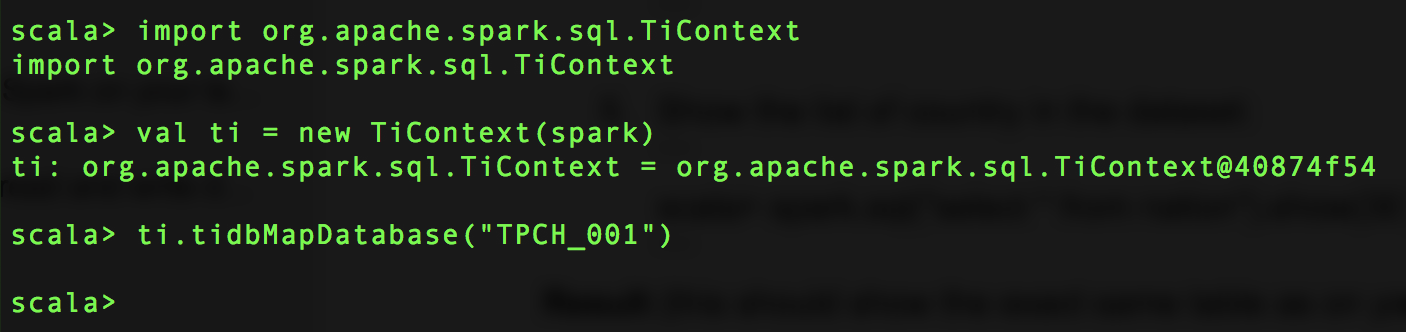 scala> import org.apache.spark.sql.TiContext
import org.apache.spark.sql.TiContext
scala> val ti = new TiContext(spark)
ti: org.apache.spark.sql.TiContext = org.apache.spark.sql.TiContext@40874f54
scala> ti.tidbMapDatabase("TPCH_001")
scala>